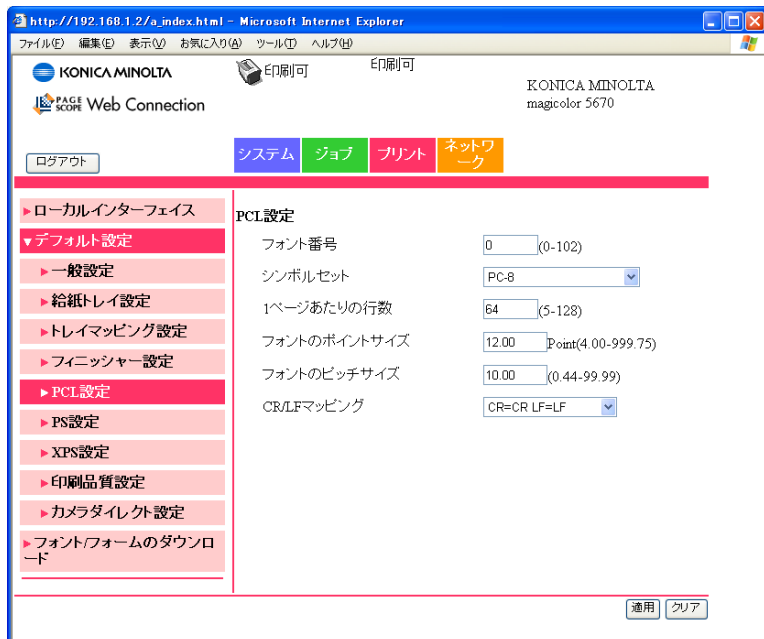 http://192.168.1.2/a_index.html - Microsoft Internet Explorer
ファイル(F) 編集(E) 表示(V) お気に入り(A) ツール(T) ヘルプ(H)
KONICA MINOLTA
印刷可
印刷可
KONICA MINOLTA
magicolor 5670
PAGE SCOPE Web Connection
ログアウト
システム
ジョブ
プリント
ネットワ
ーク
ローカルインターフェイス
デフォルト設定
一般設定
給紙トレイ設定
トレイマッピング設定
フィニッシャー設定
PCL設定
PS設定
XPS設定
印刷品質設定
カメラダイレクト設定
フォント/フォームのダウンロ
ード
PCL設定
フォント番号 0 (0-102)
シンボルセット PC-8
1ページあたりの行数 64 (5-128)
フォントのポイントサイズ 12.00 Point(4.00-999.75)
フォントのピッチサイズ 10.00 (0.44-99.99)
CR/LFマッピング CR=CR LF=LF
適用 クリア